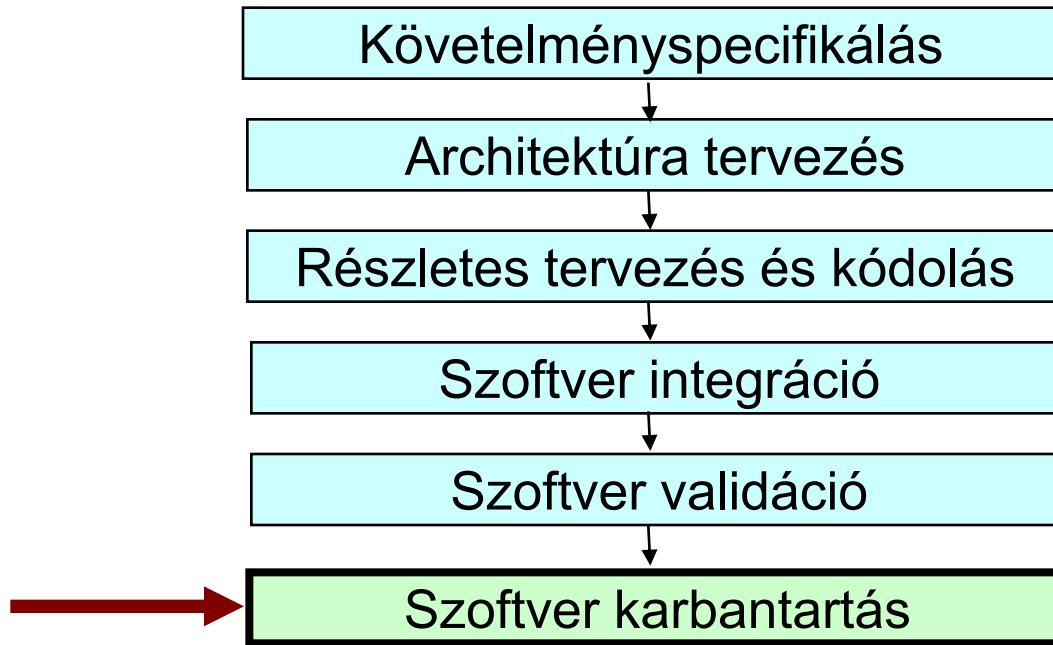 Követelményspecifikálás
Architektúra tervezés
Részletes tervezés és kódolás
Szoftver integráció
Szoftver validáció
Szoftver karbantartás